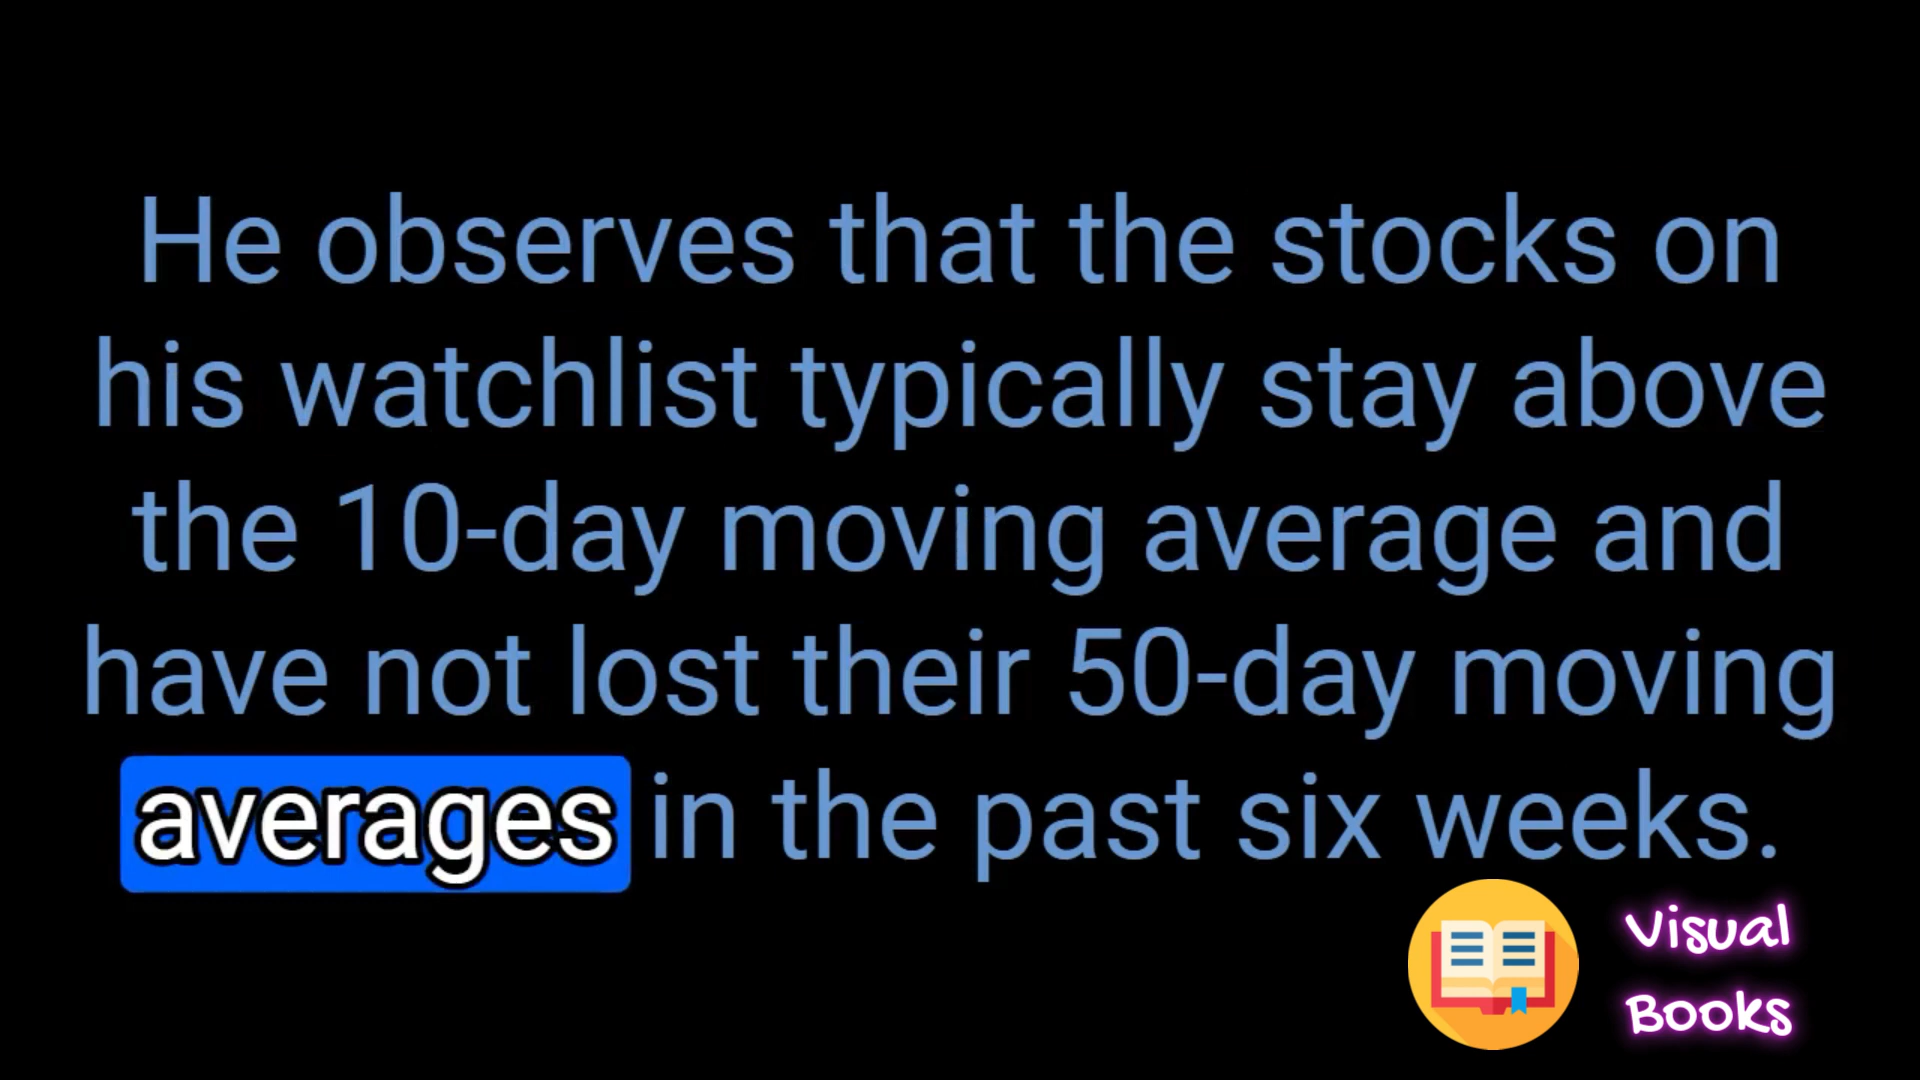 He observes that the stocks on
his watchlist typically stay above
the 10-day moving average and
have not lost their 50-day moving
averages in the past six weeks.
Visual
Books